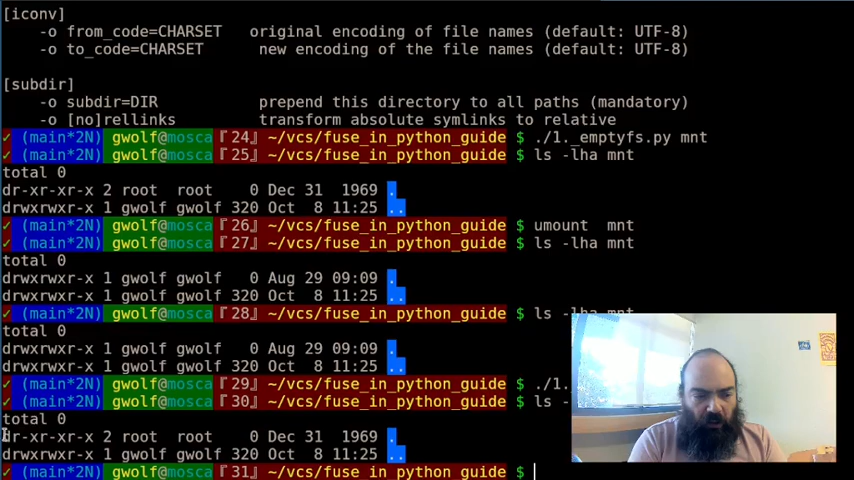 [iconv]
-o from_code=CHARSET original encoding of file names (default: UTF-8)
-o to_code=CHARSET new encoding of the file names (default: UTF-8)
[subdir]
-o subdir=DIR prepend this directory to all paths (mandatory)
-o [no]rellinks transform absolute symlinks to relative
✓ (main*2N) gwolf@mosca『24』~/vcs/fuse_in_python_guide $ ./1._emptyfs.py mnt
✓ (main*2N) gwolf@mosca『25』~/vcs/fuse_in_python_guide $ ls -lha mnt
total 0
dr-xr-xr-x 2 root root 0 Dec 31 1969 .
drwxrwxr-x 1 gwolf gwolf 320 Oct 8 11:25 ..
✓ (main*2N) gwolf@mosca『26』~/vcs/fuse_in_python_guide $ umount mnt
✓ (main*2N) gwolf@mosca『27』~/vcs/fuse_in_python_guide $ ls -lha mnt
total 0
drwxrwxr-x 1 gwolf gwolf 0 Aug 29 09:09 .
drwxrwxr-x 1 gwolf gwolf 320 Oct 8 11:25 ..
✓ (main*2N) gwolf@mosca『28』~/vcs/fuse_in_python_guide $ ls -lha mnt
total 0
drwxrwxr-x 1 gwolf gwolf 0 Aug 29 09:09 .
drwxrwxr-x 1 gwolf gwolf 320 Oct 8 11:25 ..
✓ (main*2N) gwolf@mosca『29』~/vcs/fuse_in_python_guide $ ./1.
✓ (main*2N) gwolf@mosca『30』~/vcs/fuse_in_python_guide $ ls -
total 0
dr-xr-xr-x 2 root root 0 Dec 31 1969 .
drwxrwxr-x 1 gwolf gwolf 320 Oct 8 11:25 ..
✓ (main*2N) gwolf@mosca『31』~/vcs/fuse_in_python_guide $